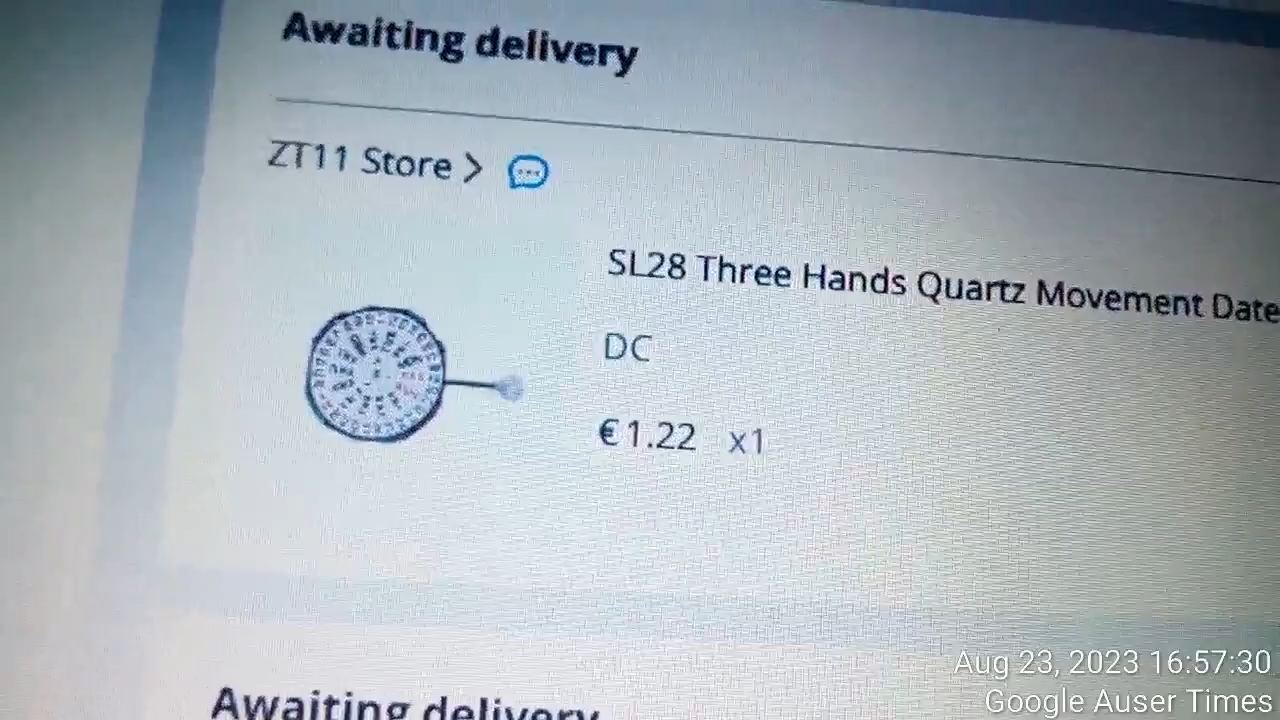 Awaiting delivery
ZT11 Store >
SL28 Three Hands Quartz Movement Date
DC
€1.22 x1
Awaiting delivery
Aug 23, 2023 16:57:30
Google Auser Times